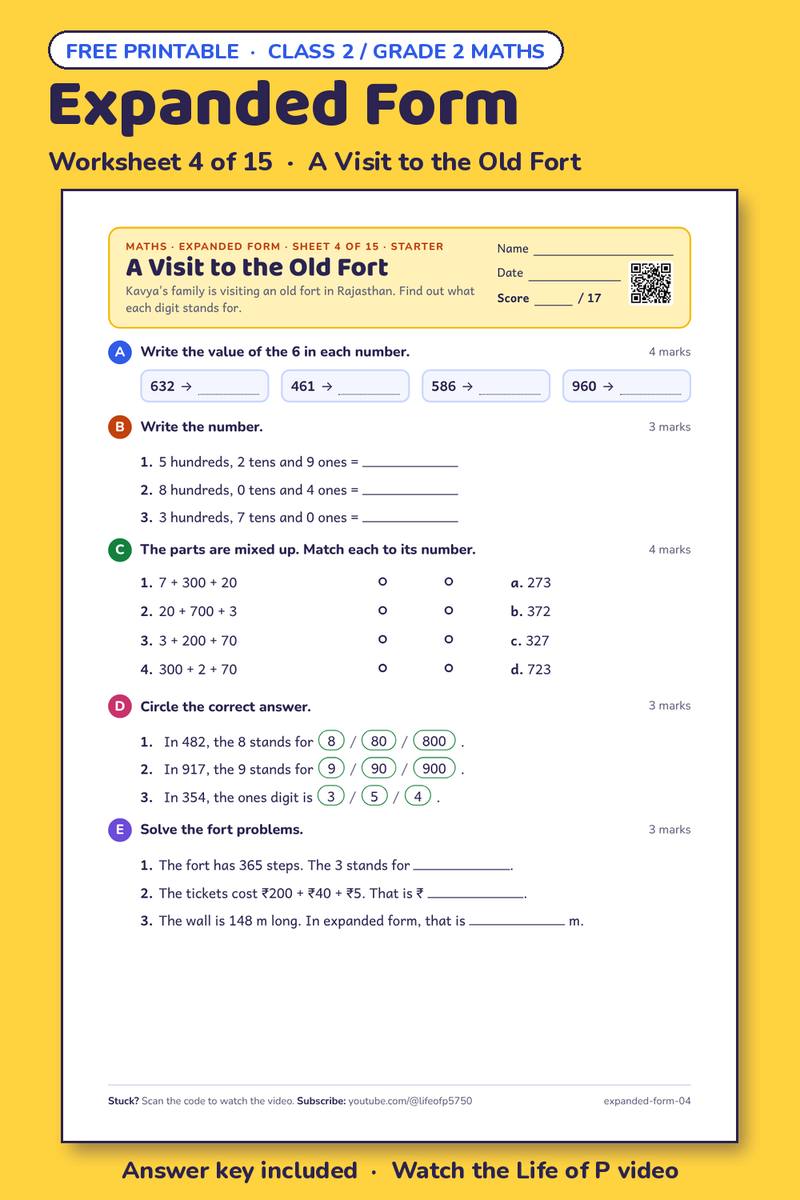 FREE PRINTABLE · CLASS 2 / GRADE 2 MATHS
Expanded Form
Worksheet 4 of 15 · A Visit to the Old Fort
MATHS · EXPANDED FORM · SHEET 4 OF 15 · STARTER
A Visit to the Old Fort
Kavya's family is visiting an old fort in Rajasthan. Find out what
each digit stands for.
Name ____________________
Date ______________
Score ______ / 17
A Write the value of the 6 in each number. 4 marks
632 → .......... 461 → .......... 586 → .......... 960 → ..........
B Write the number. 3 marks
1. 5 hundreds, 2 tens and 9 ones = ____________
2. 8 hundreds, 0 tens and 4 ones = ____________
3. 3 hundreds, 7 tens and 0 ones = ____________
C The parts are mixed up. Match each to its number. 4 marks
1. 7 + 300 + 20 a. 273
2. 20 + 700 + 3 b. 372
3. 3 + 200 + 70 c. 327
4. 300 + 2 + 70 d. 723
D Circle the correct answer. 3 marks
1. In 482, the 8 stands for 8 / 80 / 800 .
2. In 917, the 9 stands for 9 / 90 / 900 .
3. In 354, the ones digit is 3 / 5 / 4 .
E Solve the fort problems. 3 marks
1. The fort has 365 steps. The 3 stands for ____________.
2. The tickets cost ₹200 + ₹40 + ₹5. That is ₹ ____________.
3. The wall is 148 m long. In expanded form, that is ____________ m.
Stuck? Scan the code to watch the video. Subscribe: youtube.com/@lifeofp5750 expanded-form-04
Answer key included · Watch the Life of P video